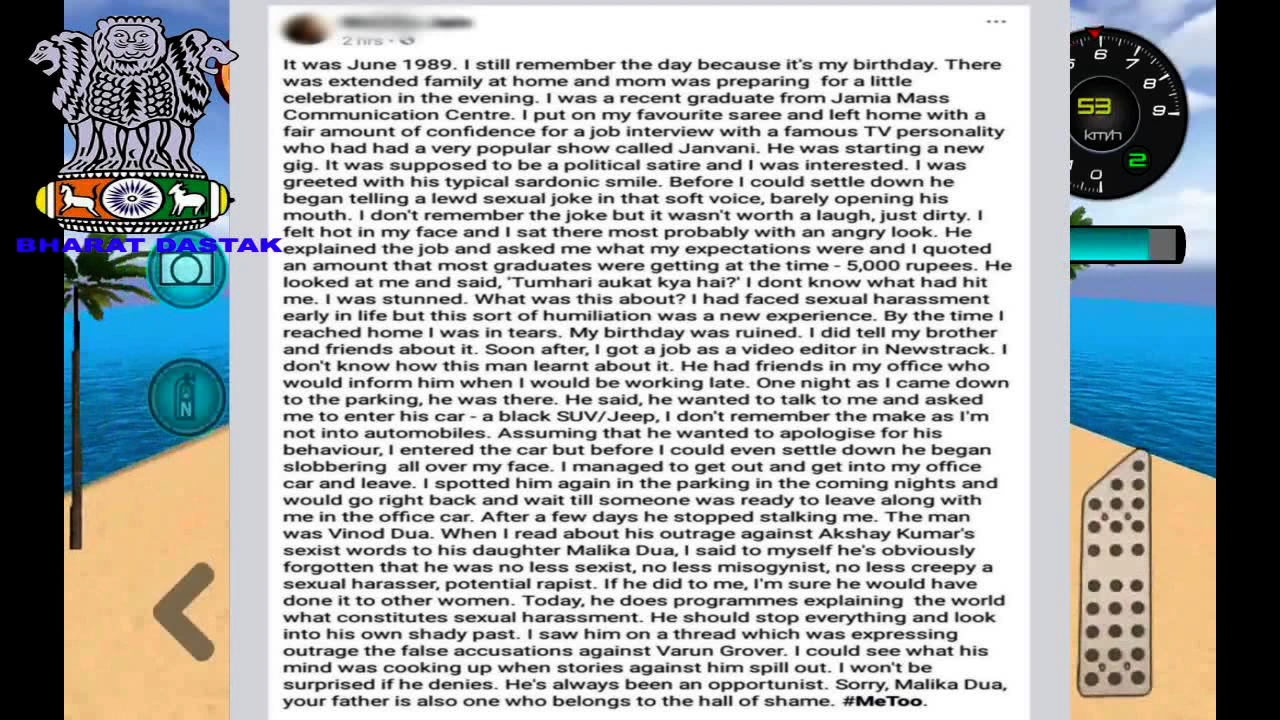 2 hrs
It was June 1989. I still remember the day because it's my birthday. There
was extended family at home and mom was preparing for a little
celebration in the evening. I was a recent graduate from Jamia Mass
Communication Centre. I put on my favourite saree and left home with a
fair amount of confidence for a job interview with a famous TV personality
who had had a very popular show called Janvani. He was starting a new
gig. It was supposed to be a political satire and I was interested. I was
greeted with his typical sardonic smile. Before I could settle down he
began telling a lewd sexual joke in that soft voice, barely opening his
mouth. I don't remember the joke but it wasn't worth a laugh, just dirty. I
felt hot in my face and I sat there most probably with an angry look. He
explained the job and asked me what my expectations were and I quoted
an amount that most graduates were getting at the time - 5,000 rupees. He
looked at me and said, 'Tumhari aukat kya hai?' I dont know what had hit
me. I was stunned. What was this about? I had faced sexual harassment
early in life but this sort of humiliation was a new experience. By the time I
reached home I was in tears. My birthday was ruined. I did tell my brother
and friends about it. Soon after, I got a job as a video editor in Newstrack. I
don't know how this man learnt about it. He had friends in my office who
would inform him when I would be working late. One night as I came down
to the parking, he was there. He said, he wanted to talk to me and asked
me to enter his car - a black SUV/Jeep, I don't remember the make as I'm
not into automobiles. Assuming that he wanted to apologise for his
behaviour, I entered the car but before I could even settle down he began
slobbering all over my face. I managed to get out and get into my office
car and leave. I spotted him again in the parking in the coming nights and
would go right back and wait till someone was ready to leave along with
me in the office car. After a few days he stopped stalking me. The man
was Vinod Dua. When I read about his outrage against Akshay Kumar's
sexist words to his daughter Malika Dua, I said to myself he's obviously
forgotten that he was no less sexist, no less misogynist, no less creepy a
sexual harasser, potential rapist. If he did to me, I'm sure he would have
done it to other women. Today, he does programmes explaining the world
what constitutes sexual harassment. He should stop everything and look
into his own shady past. I saw him on a thread which was expressing
outrage the false accusations against Varun Grover. I could see what his
mind was cooking up when stories against him spill out. I won't be
surprised if he denies. He's always been an opportunist. Sorry, Malika Dua,
your father is also one who belongs to the hall of shame. #MeToo.
BHARAT DASTAK
N
5 6 7 8 9
53
km/h
2
1 0